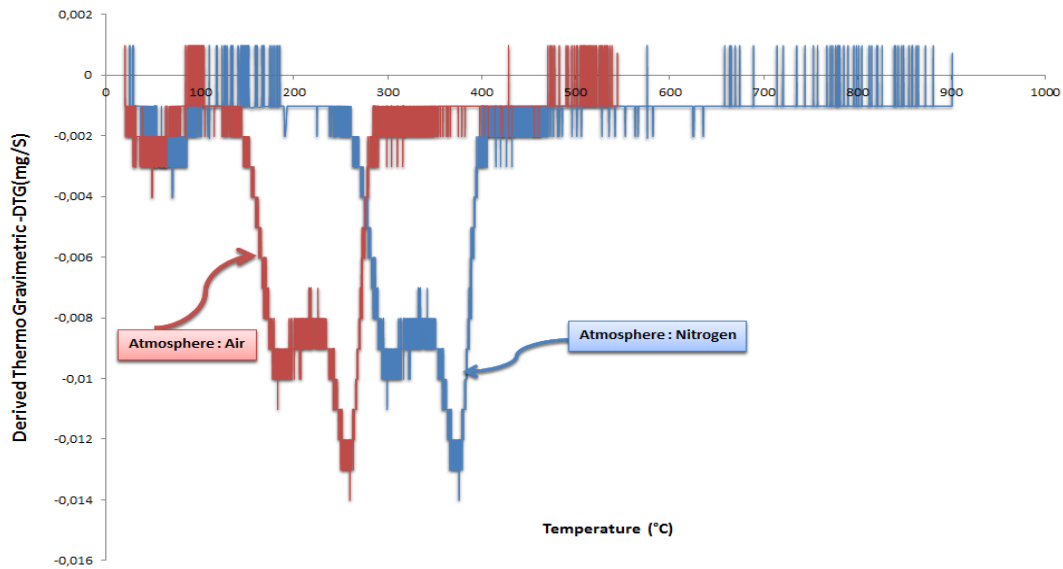 0,002
0
0 100 200 300 400 500 600 700 800 900 1000
-0,002
-0,004
-0,006
-0,008
-0,01
-0,012
-0,014
-0,016
Derived Thermo Gravimetric -DTG(mg/S)
Atmosphere : Air
Atmosphere : Nitrogen
Temperature (°C)